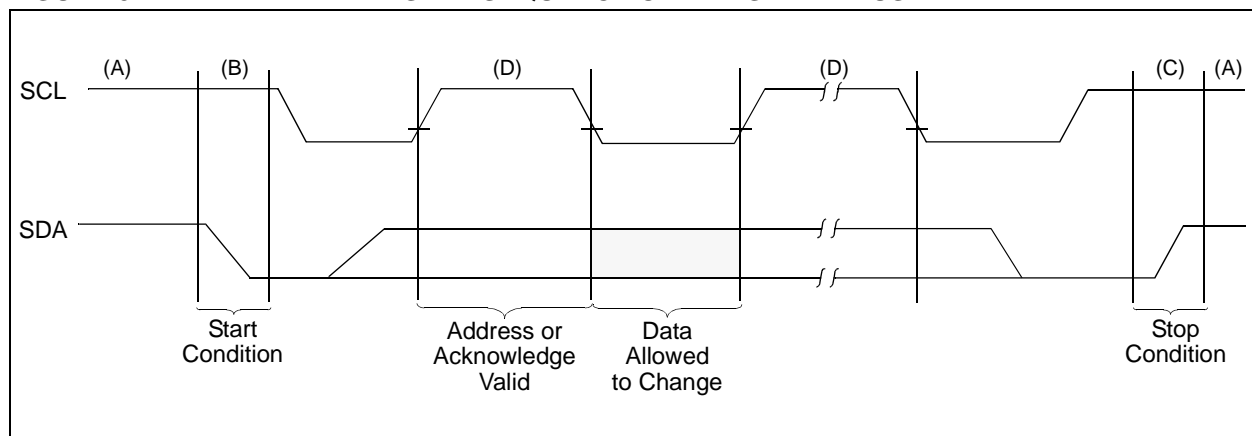 (A) (B) (D) (D) (C) (A)
SCL
SDA
Start
Condition
Address or
Acknowledge
Valid
Data
Allowed
to Change
Stop
Condition